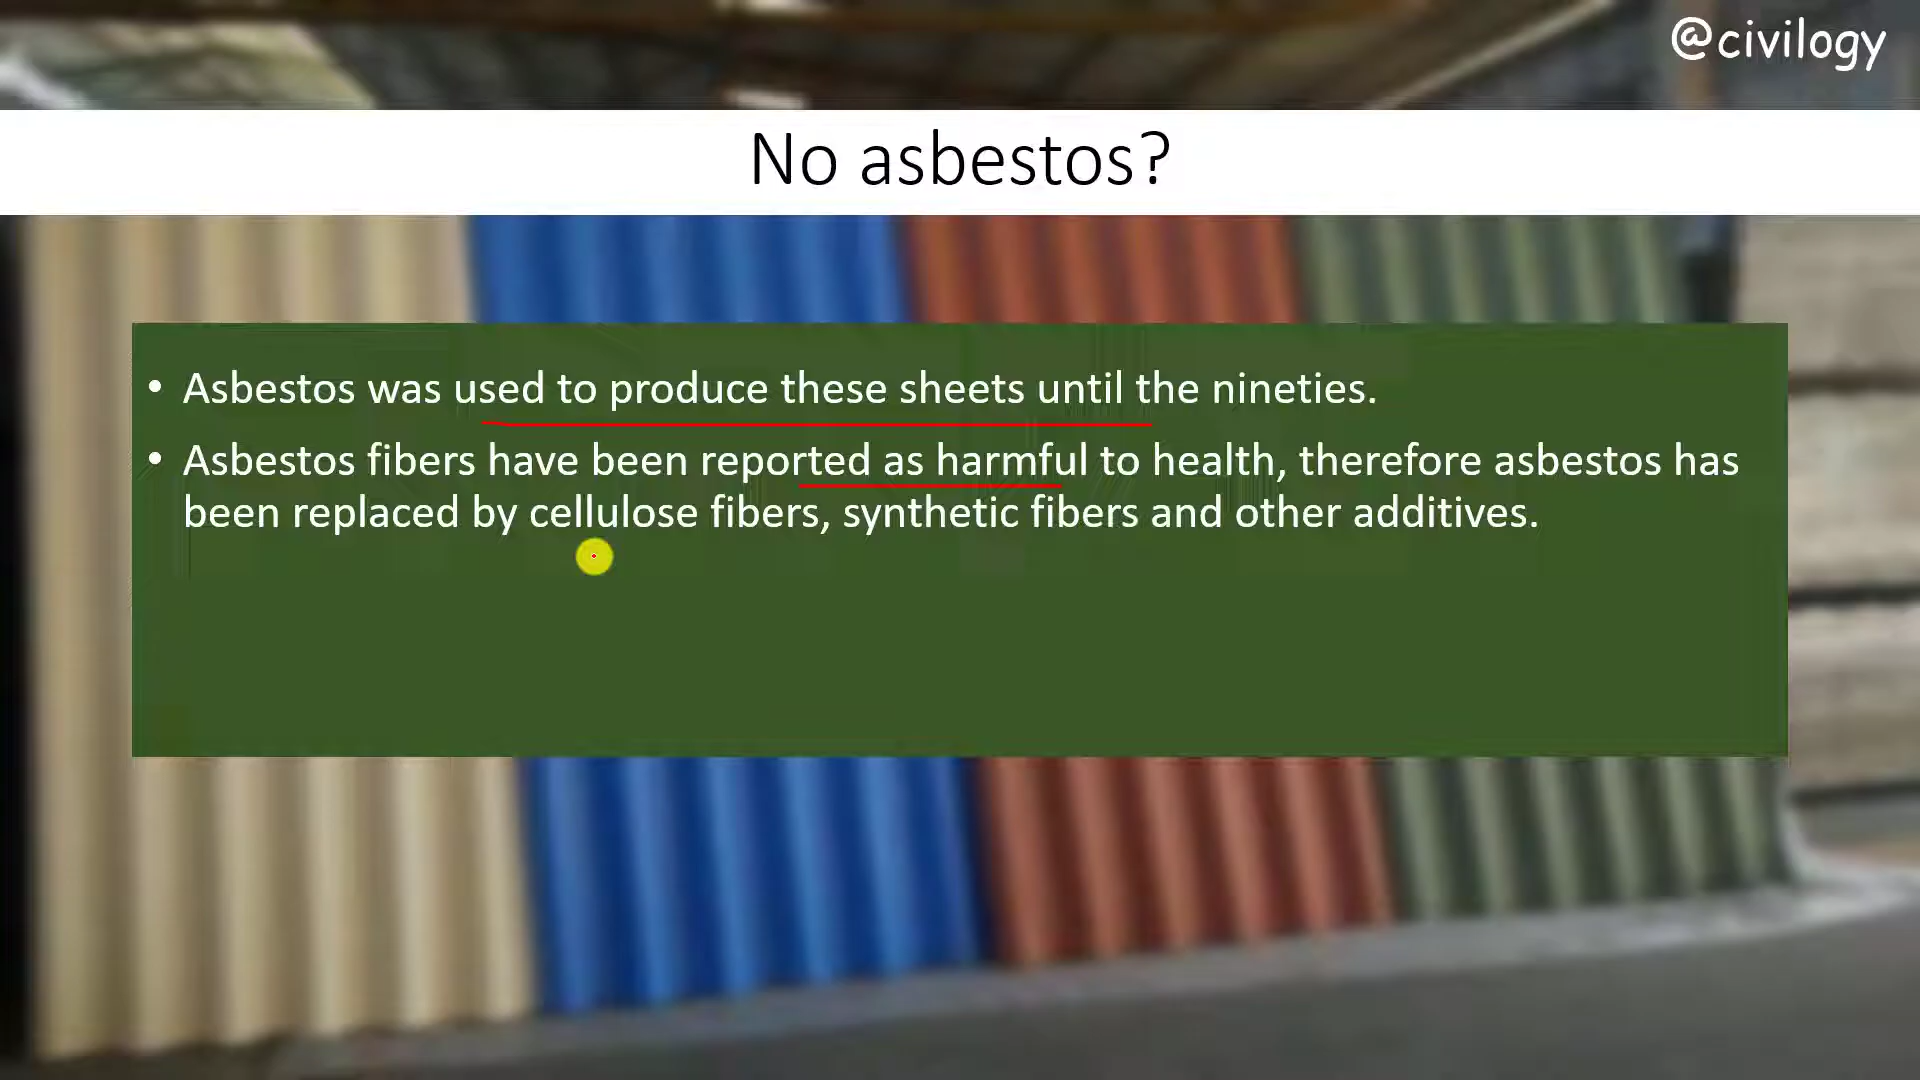 @civilogy
No asbestos?
• Asbestos was used to produce these sheets until the nineties.
• Asbestos fibers have been reported as harmful to health, therefore asbestos has
been replaced by cellulose fibers, synthetic fibers and other additives.